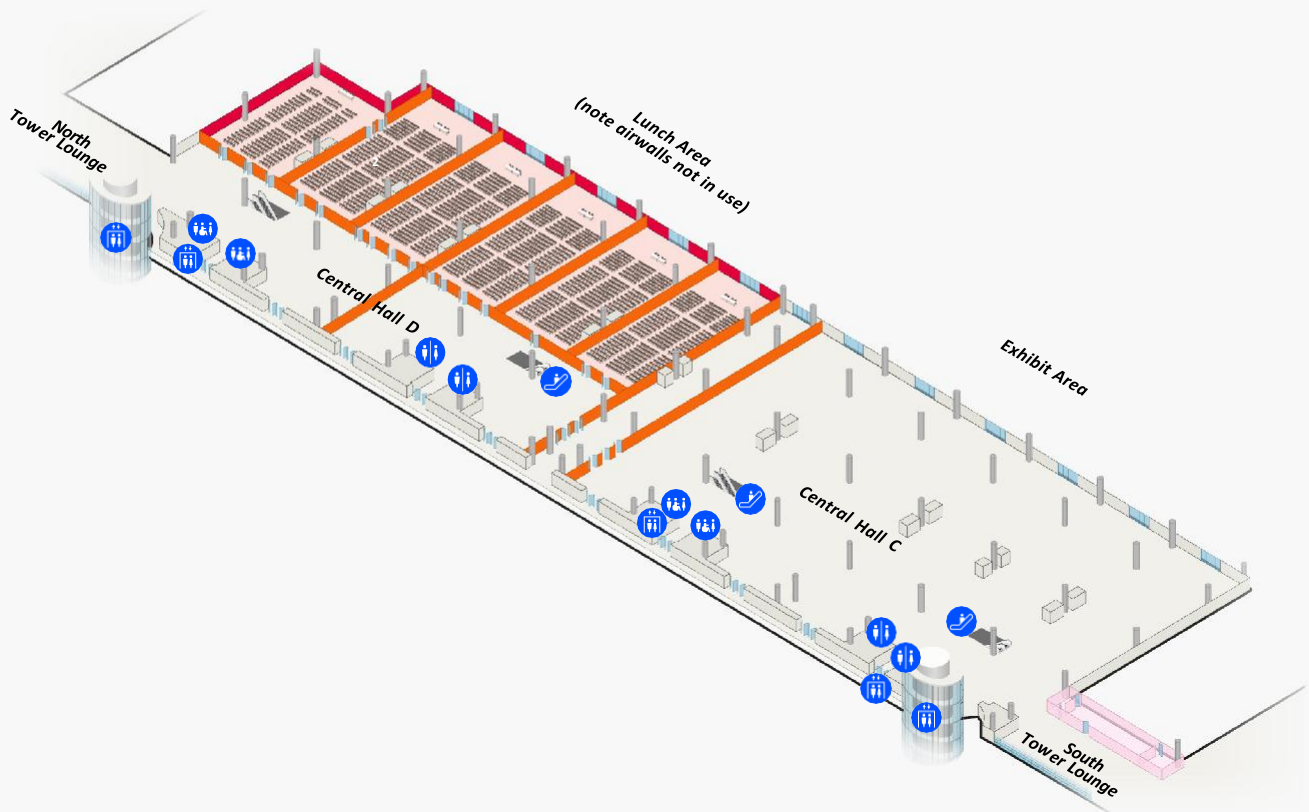 North
Tower Lounge
Lunch Area
(note airwalls not in use)
Central Hall D
Exhibit Area
Central Hall C
South
Tower Lounge